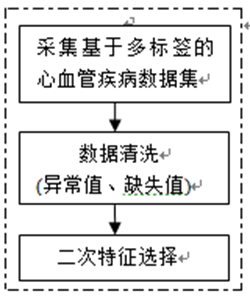 采集基于多标签的
心血管疾病数据集
数据清洗
(异常值、缺失值)
二次特征选择